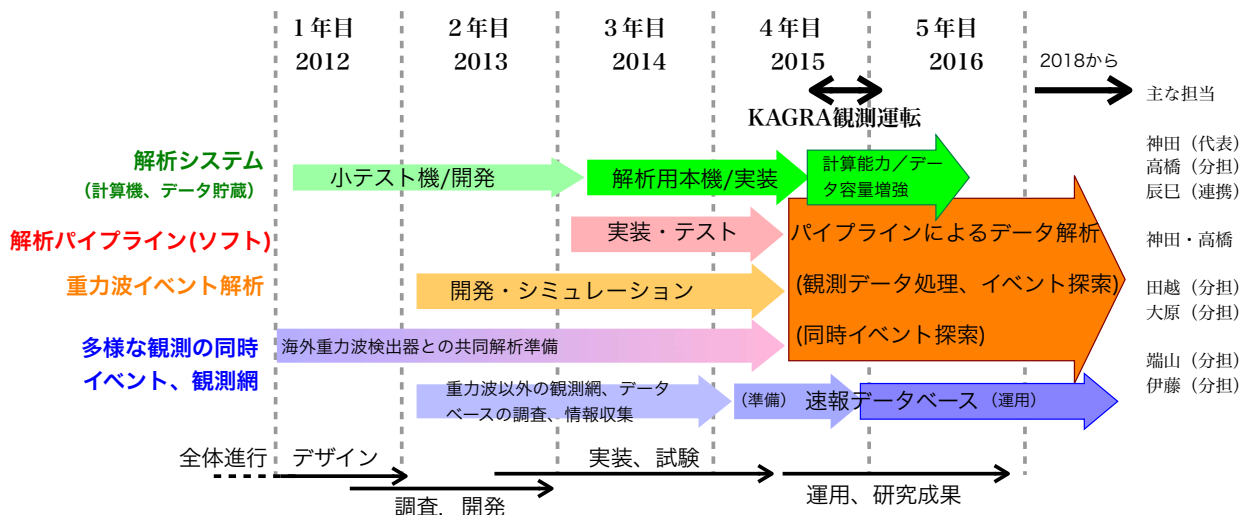 1年目 2年目 3年目 4年目 5年目
2012 2013 2014 2015 2016 2018から
主な担当
KAGRA観測運転
解析システム
(計算機、データ貯蔵)
小テスト機/開発
解析用本機/実装
計算能力/デー
タ容量増強
神田(代表)
高橋(分担)
辰巳(連携)
解析パイプライン(ソフト)
実装・テスト
パイプラインによるデータ解析
神田・高橋
重力波イベント解析
開発・シミュレーション
(観測データ処理、イベント探索)
田越(分担)
大原(分担)
多様な観測の同時
イベント、観測網
海外重力波検出器との共同解析準備
(同時イベント探索)
端山(分担)
伊藤(分担)
重力波以外の観測網、データ
ベースの調査、情報収集
(準備) 速報データベース (運用)
全体進行 デザイン
実装、試験
調査、開発
運用、研究成果